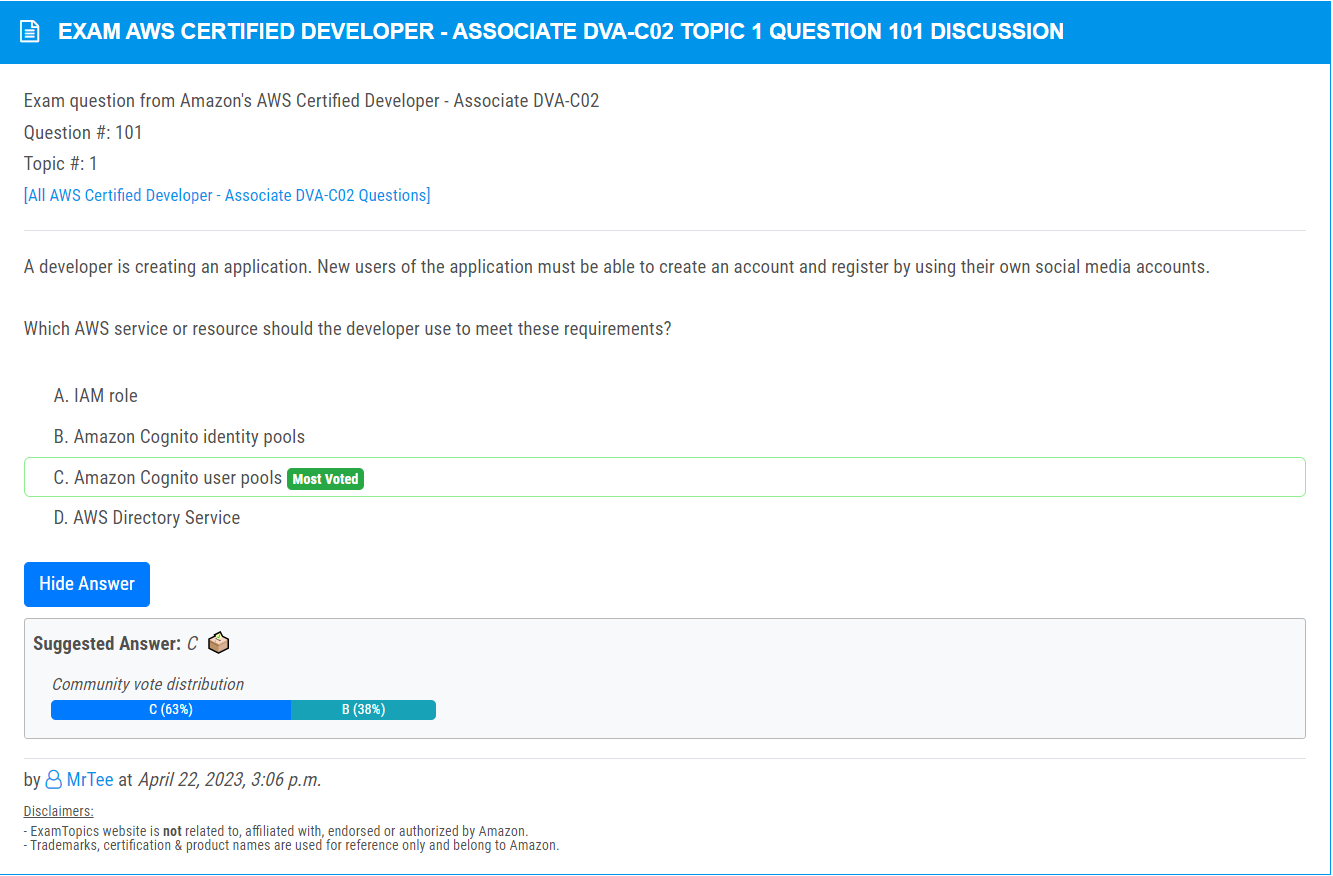 EXAM AWS CERTIFIED DEVELOPER - ASSOCIATE DVA-C02 TOPIC 1 QUESTION 101 DISCUSSION
Exam question from Amazon's AWS Certified Developer - Associate DVA-C02
Question #: 101
Topic #: 1
[All AWS Certified Developer - Associate DVA-C02 Questions]
A developer is creating an application. New users of the application must be able to create an account and register by using their own social media accounts.
Which AWS service or resource should the developer use to meet these requirements?
A. IAM role
B. Amazon Cognito identity pools
C. Amazon Cognito user pools Most Voted
D. AWS Directory Service
Hide Answer
Suggested Answer: C
Community vote distribution
C (63%) B (38%)
by MrTee at April 22, 2023, 3:06 p.m.
Disclaimers:
- ExamTopics website is not related to, affiliated with, endorsed or authorized by Amazon.
- Trademarks, certification & product names are used for reference only and belong to Amazon.